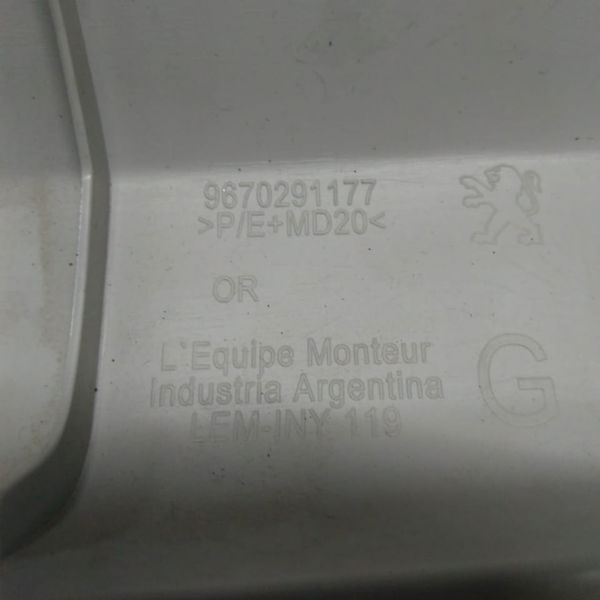 9670291177
>P/E+MD20<
OR
L`Equipe Monteur
Industria Argentina
LEM-INY 119
G